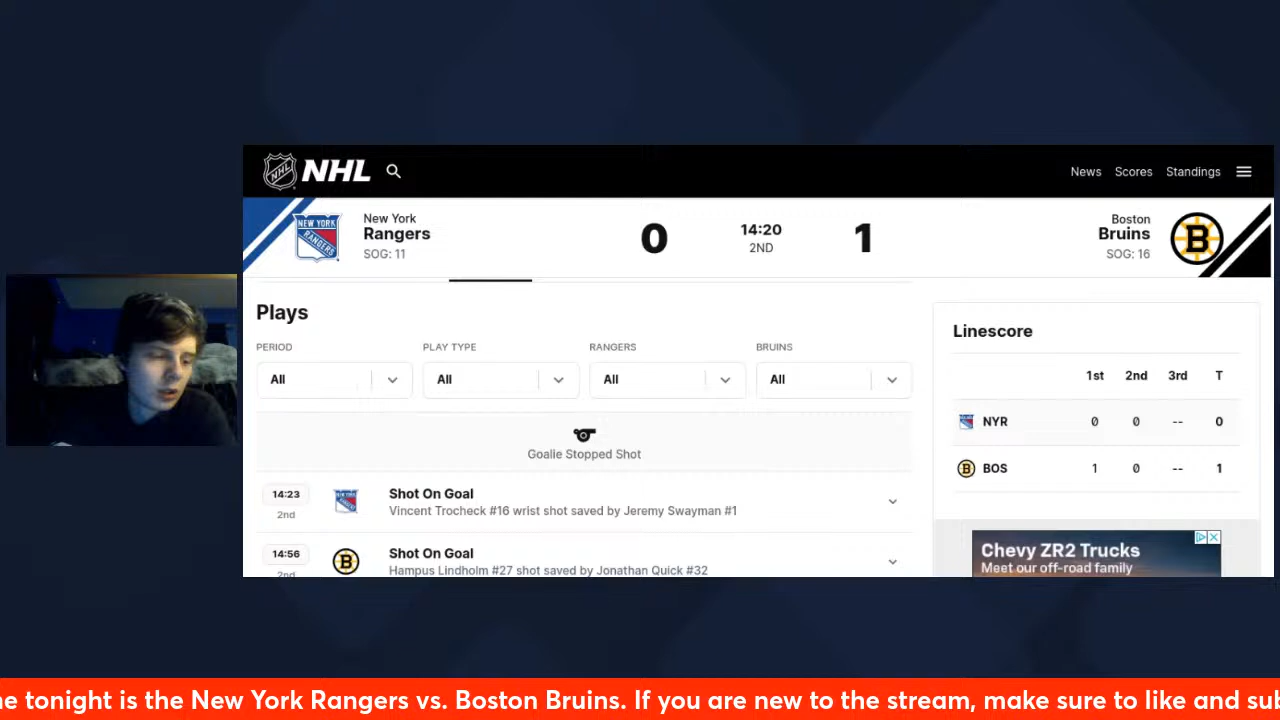 NHL
News Scores Standings
New York
Rangers
SOG: 11
0
14:20
2ND
1
Boston
Bruins
SOG: 16
Plays
PERIOD PLAY TYPE RANGERS BRUINS
All All All All
Goalie Stopped Shot
14:23
2nd
Shot On Goal
Vincent Trocheck #16 wrist shot saved by Jeremy Swayman #1
14:56
2nd
Shot On Goal
Hampus Lindholm #27 shot saved by Jonathan Quick #32
Linescore
1st 2nd 3rd T
NYR 0 0 -- 0
BOS 1 0 -- 1
Chevy ZR2 Trucks
Meet our off-road family
ne tonight is the New York Rangers vs. Boston Bruins. If you are new to the stream, make sure to like and sub